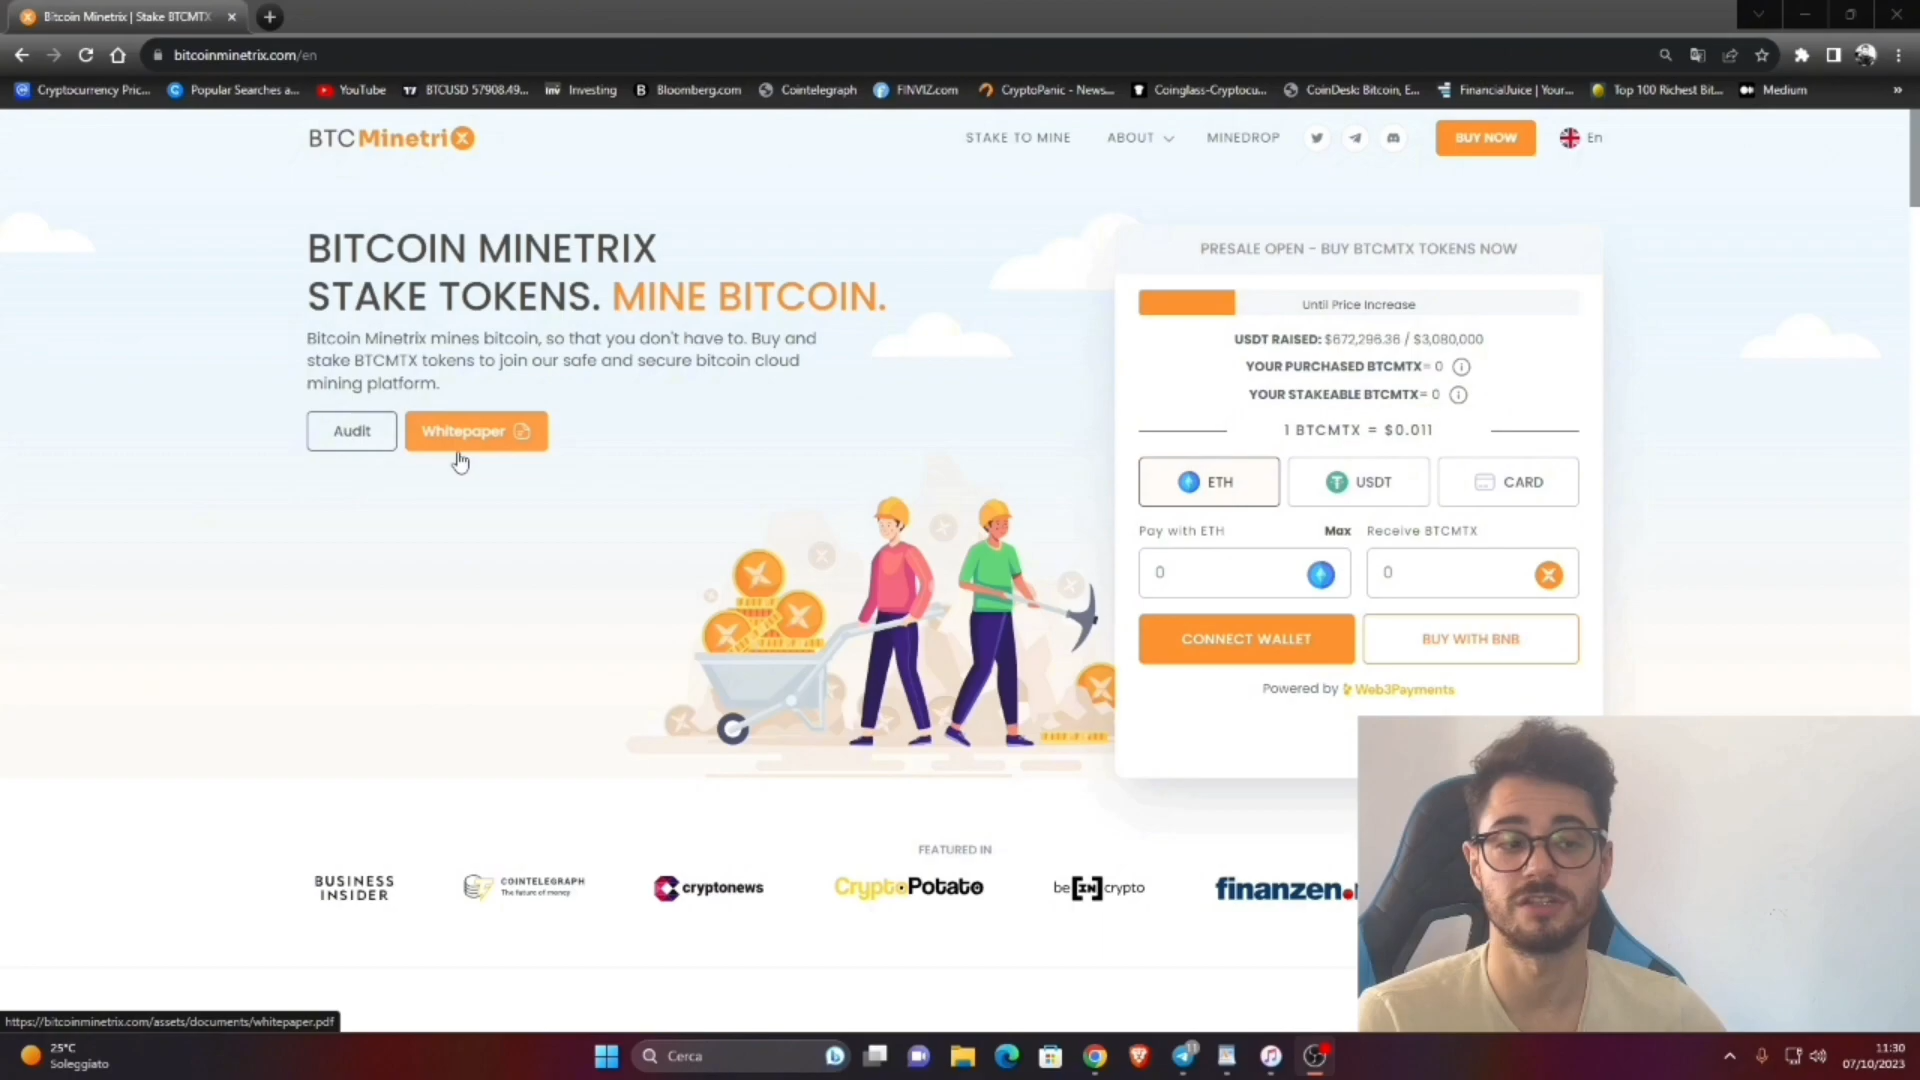 Bitcoin Minetrix | Stake BTCMTX
bitcoinminetrix.com/en
Cryptocurrency Pric... Popular Searches a... YouTube BTCUSD 57908.49... Investing Bloomberg.com Cointelegraph FINVIZ.com CryptoPanic - News... Coinglass-Cryptocu... CoinDesk: Bitcoin, E... FinancialJuice | Your... Top 100 Richest Bit... Medium »
BTCMinetriX
STAKE TO MINE ABOUT MINEDROP BUY NOW En
BITCOIN MINETRIX
STAKE TOKENS. MINE BITCOIN.
Bitcoin Minetrix mines bitcoin, so that you don't have to. Buy and
stake BTCMTX tokens to join our safe and secure bitcoin cloud
mining platform.
Audit Whitepaper
PRESALE OPEN - BUY BTCMTX TOKENS NOW
Until Price Increase
USDT RAISED: $672,296.36 / $3,080,000
YOUR PURCHASED BTCMTX= 0
YOUR STAKEABLE BTCMTX= 0
1 BTCMTX = $0.011
ETH USDT CARD
Pay with ETH Max Receive BTCMTX
0 0
CONNECT WALLET BUY WITH BNB
Powered by Web3Payments
FEATURED IN
BUSINESS
INSIDER
COINTELEGRAPH
The future of money
cryptonews
CryptoPotato
be[IN]crypto
finanzen.
https://bitcoinminetrix.com/assets/documents/whitepaper.pdf
25°C
Soleggiato
Cerca
11
11:30
07/10/2023